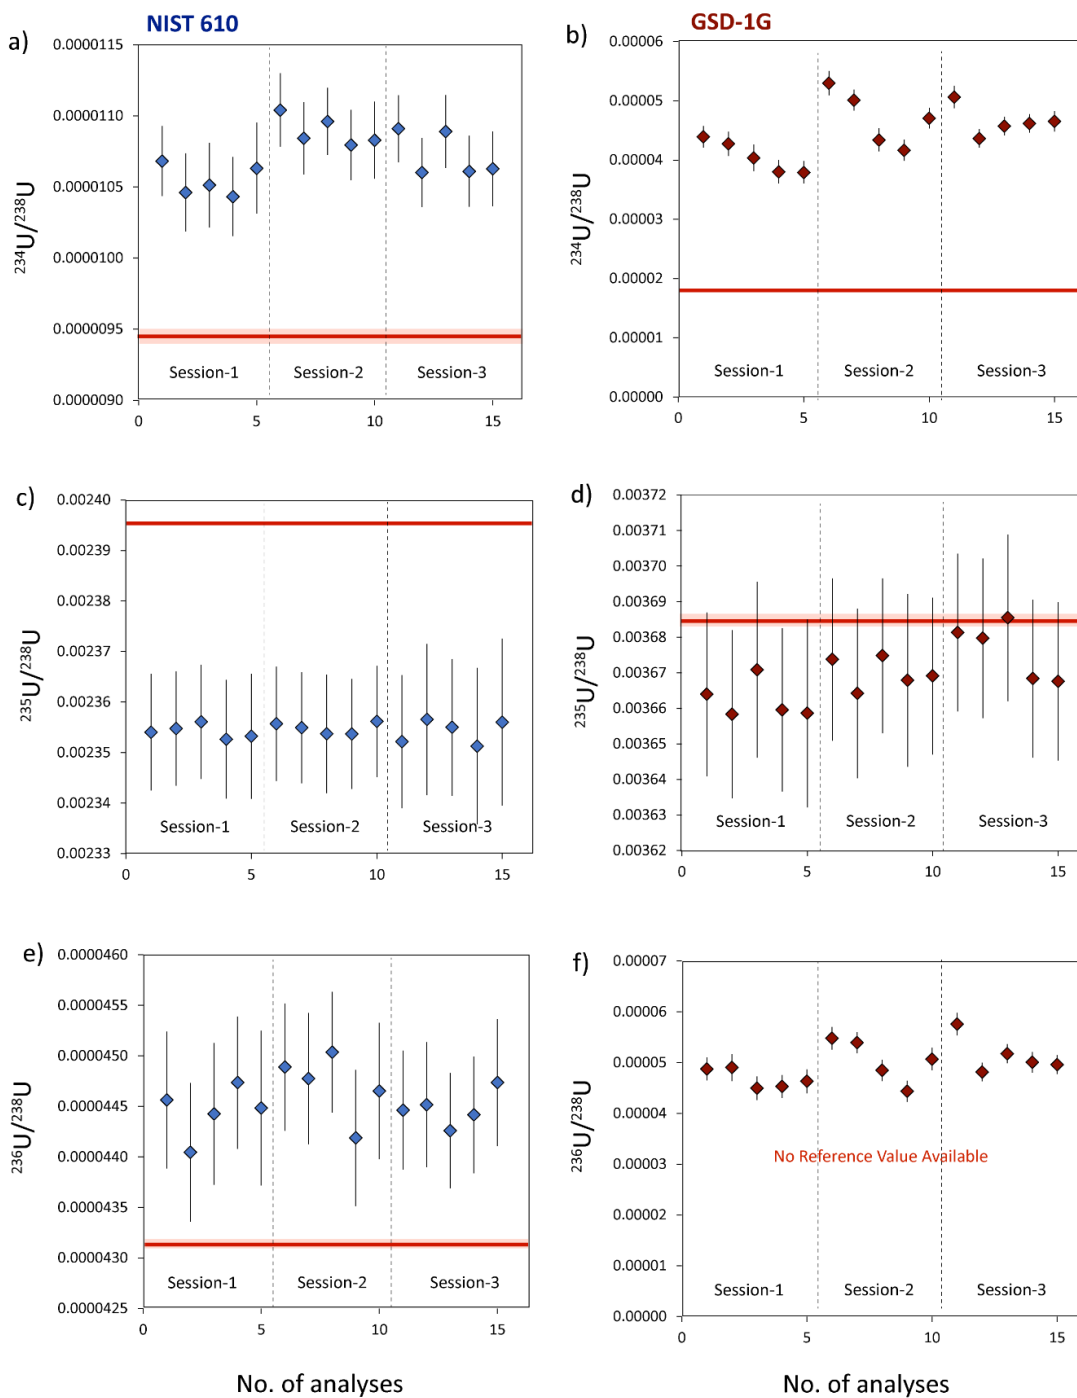 NIST 610
GSD-1G
a)
0.0000115
0.0000110
0.0000105
0.0000100
0.0000095
0.0000090
234U/238U
Session-1 Session-2 Session-3
0 5 10 15
b)
0.00006
0.00005
0.00004
0.00003
0.00002
0.00001
0.00000
234U/238U
Session-1 Session-2 Session-3
0 5 10 15
c)
0.00240
0.00239
0.00238
0.00237
0.00236
0.00235
0.00234
0.00233
235U/238U
Session-1 Session-2 Session-3
0 5 10 15
d)
0.00372
0.00371
0.00370
0.00369
0.00368
0.00367
0.00366
0.00365
0.00364
0.00363
0.00362
235U/238U
Session-1 Session-2 Session-3
0 5 10 15
e)
0.0000460
0.0000455
0.0000450
0.0000445
0.0000440
0.0000435
0.0000430
0.0000425
236U/238U
Session-1 Session-2 Session-3
0 5 10 15
No. of analyses
f)
0.00007
0.00006
0.00005
0.00004
0.00003
0.00002
0.00001
0.00000
236U/238U
No Reference Value Available
Session-1 Session-2 Session-3
0 5 10 15
No. of analyses